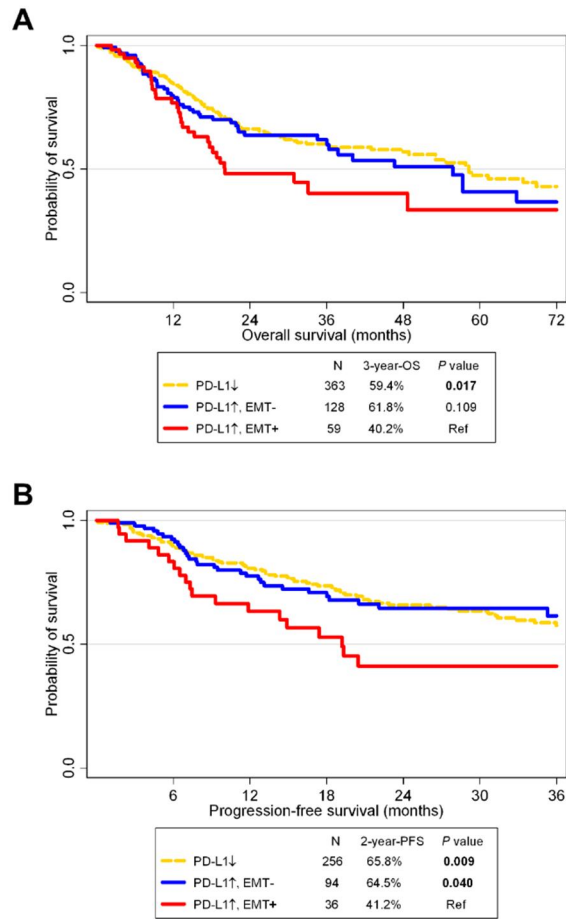 A
Probability of survival
1.0
0.5
0.0
12 24 36 48 60 72
Overall survival (months)
N 3-year-OS P value
PD-L1↓ 363 59.4% 0.017
PD-L1↑, EMT- 128 61.8% 0.109
PD-L1↑, EMT+ 59 40.2% Ref
B
Probability of survival
1.0
0.5
0.0
6 12 18 24 30 36
Progression-free survival (months)
N 2-year-PFS P value
PD-L1↓ 256 65.8% 0.009
PD-L1↑, EMT- 94 64.5% 0.040
PD-L1↑, EMT+ 36 41.2% Ref